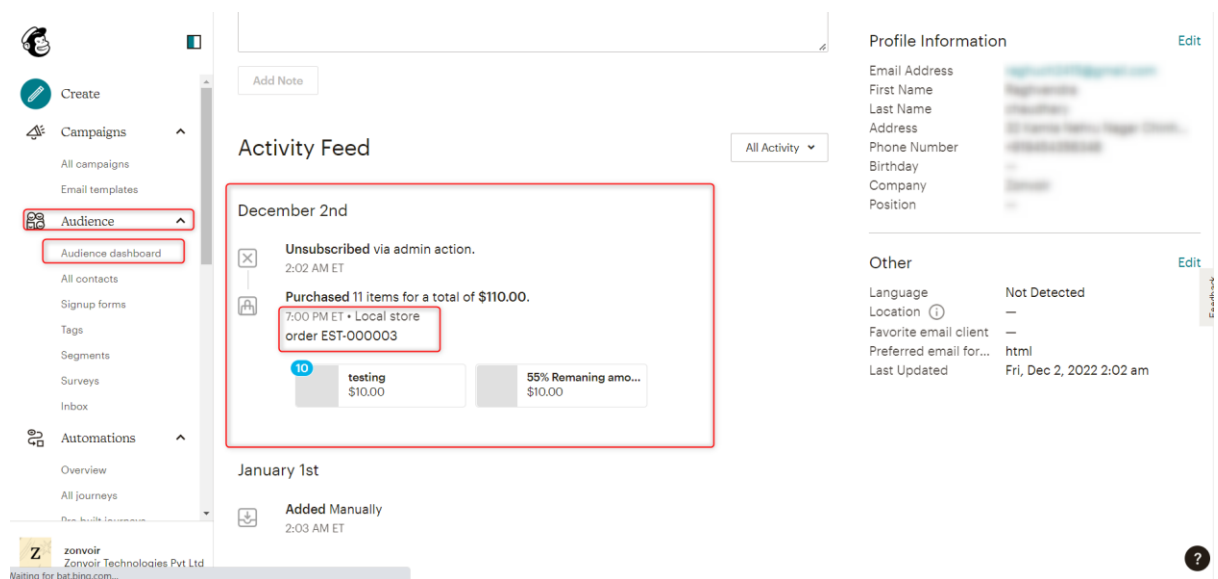 Create
Campaigns
All campaigns
Email templates
Audience
Audience dashboard
All contacts
Signup forms
Tags
Segments
Surveys
Inbox
Automations
Overview
All journeys
Pre-built journeys
Z
zonvoir
Zonvoir Technologies Pvt Ltd
Waiting for bat.bing.com...
Add Note
Activity Feed
All Activity
December 2nd
Unsubscribed via admin action.
2:02 AM ET
Purchased 11 items for a total of $110.00.
7:00 PM ET • Local store
order EST-000003
10
testing
$10.00
55% Remaning amo...
$10.00
January 1st
Added Manually
2:03 AM ET
Profile Information
Edit
Email Address
First Name
Last Name
Address
Phone Number
Birthday —
Company
Position —
Other
Edit
Language Not Detected
Location —
Favorite email client —
Preferred email for... html
Last Updated Fri, Dec 2, 2022 2:02 am
Feedback
?